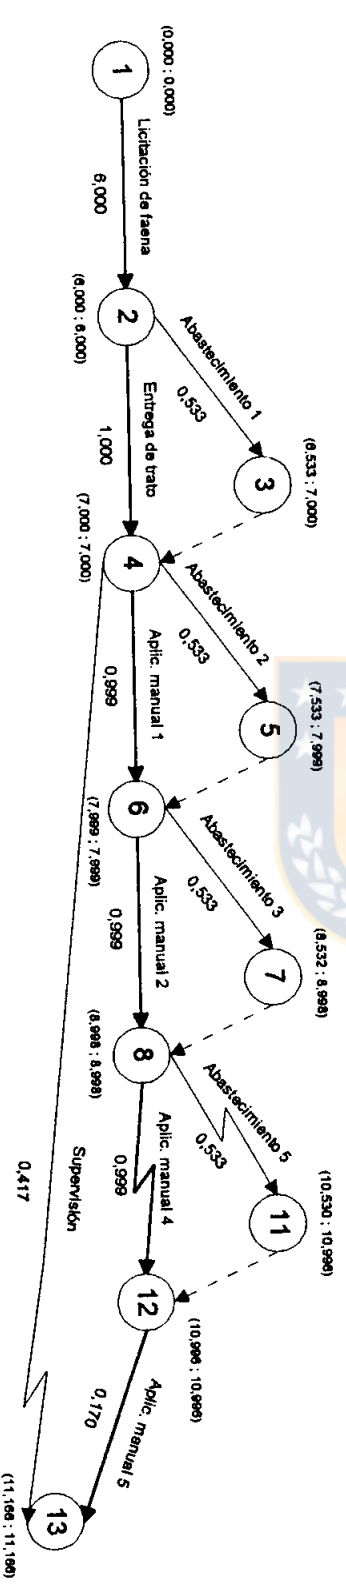 (0,000 ; 0,000)
1
Licitación de faena
6,000
2
(6,000 ; 6,000)
Abastecimiento 1
0,533
(6,533 ; 7,000)
3
Entrega de trato
1,000
4
(7,000 ; 7,000)
Abastecimiento 2
0,533
(7,533 ; 7,999)
5
Aplic. manual 1
0,999
6
(7,999 ; 7,999)
Abastecimiento 3
0,533
(8,532 ; 8,998)
7
Aplic. manual 2
0,999
8
(8,998 ; 8,998)
Abastecimiento 5
0,533
(10,530 ; 10,996)
11
Aplic. manual 4
0,999
12
(10,996 ; 10,996)
Aplic. manual 5
0,170
Supervisión
0,417
13
(11,166 ; 11,166)